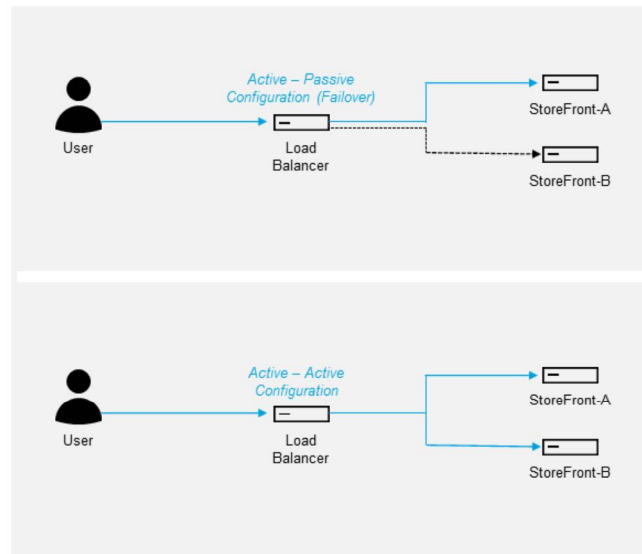 Active – Passive
Configuration (Failover)
StoreFront-A
User
Load
Balancer
StoreFront-B
Active – Active
Configuration
StoreFront-A
User
Load
Balancer
StoreFront-B